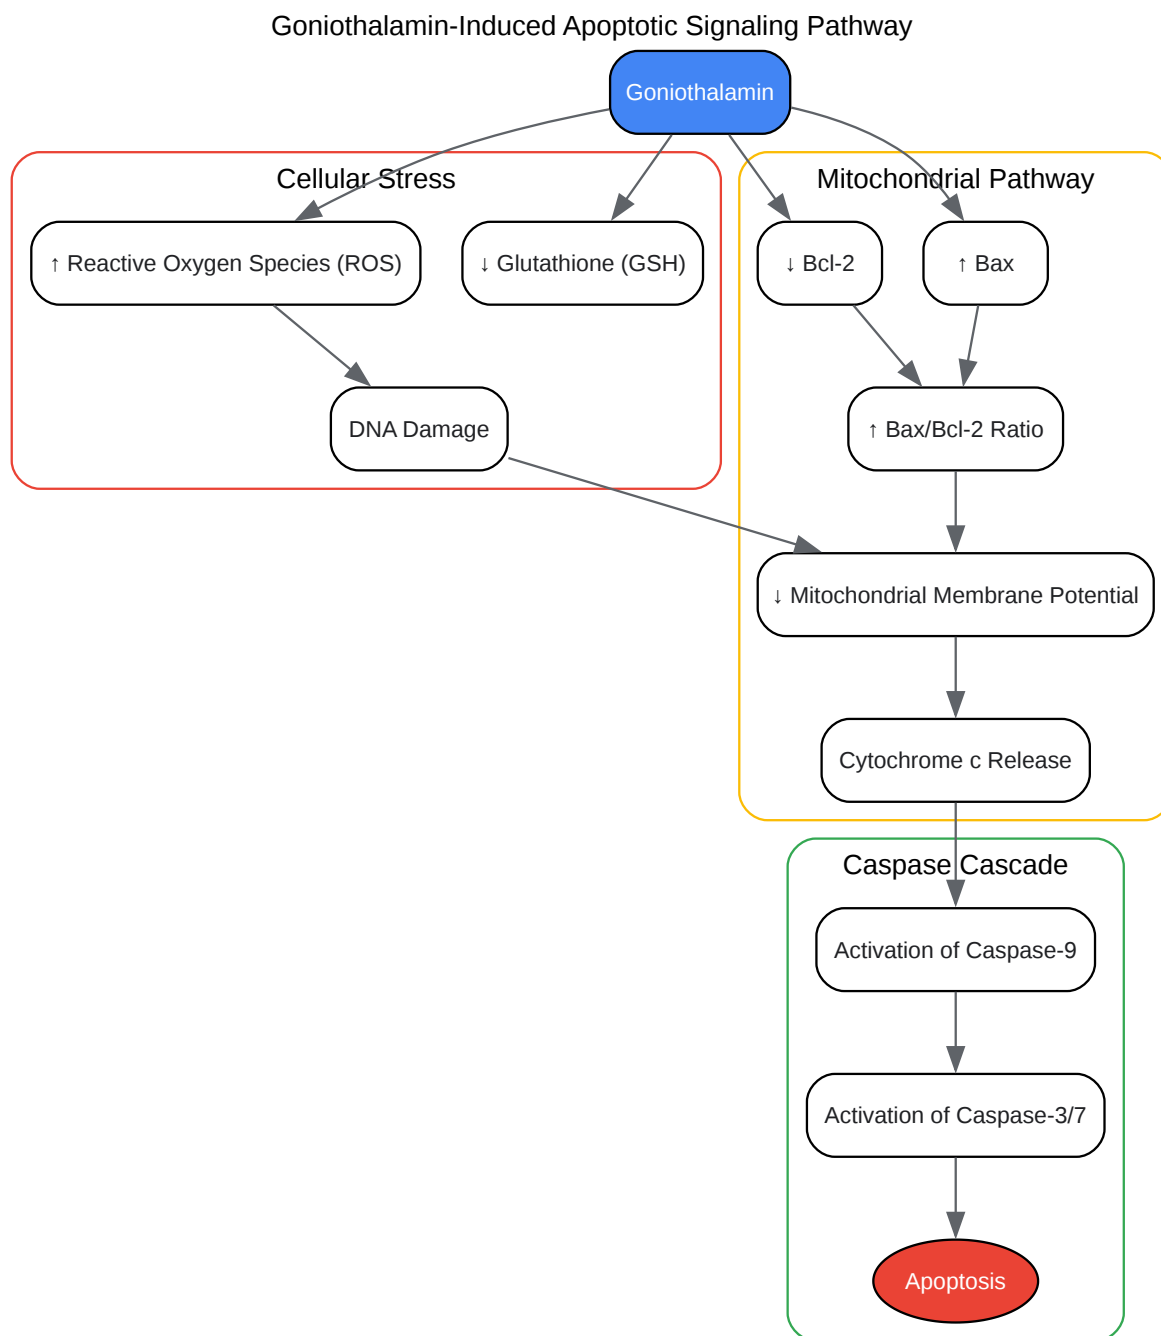 Goniothalamin-Induced Apoptotic Signaling Pathway
Goniothalamin
Cellular Stress
Mitochondrial Pathway
↑ Reactive Oxygen Species (ROS)
↓ Glutathione (GSH)
↓ Bcl-2
↑ Bax
DNA Damage
↑ Bax/Bcl-2 Ratio
↓ Mitochondrial Membrane Potential
Cytochrome c Release
Caspase Cascade
Activation of Caspase-9
Activation of Caspase-3/7
Apoptosis